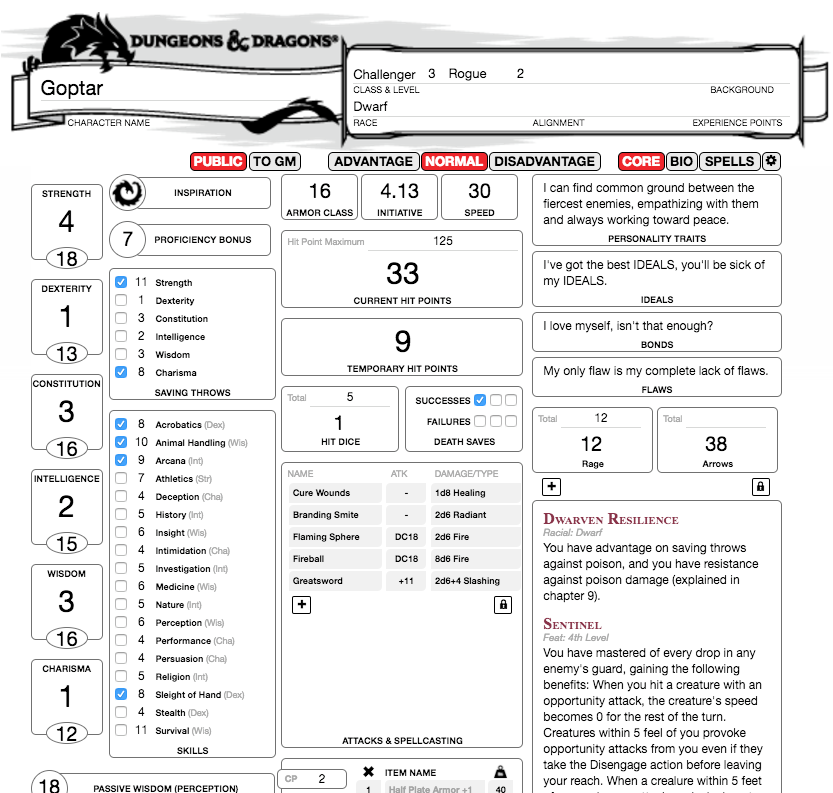 DUNGEONS & DRAGONS®
Goptar
CHARACTER NAME
Challenger 3 Rogue 2
CLASS & LEVEL BACKGROUND
Dwarf
RACE ALIGNMENT EXPERIENCE POINTS
PUBLIC TO GM ADVANTAGE NORMAL DISADVANTAGE CORE BIO SPELLS
STRENGTH
4
18
DEXTERITY
1
13
CONSTITUTION
3
16
INTELLIGENCE
2
15
WISDOM
3
16
CHARISMA
1
12
INSPIRATION
7 PROFICIENCY BONUS
11 Strength
1 Dexterity
3 Constitution
2 Intelligence
3 Wisdom
8 Charisma
SAVING THROWS
8 Acrobatics (Dex)
10 Animal Handling (Wis)
9 Arcana (Int)
7 Athletics (Str)
4 Deception (Cha)
5 History (Int)
6 Insight (Wis)
4 Intimidation (Cha)
5 Investigation (Int)
6 Medicine (Wis)
5 Nature (Int)
6 Perception (Wis)
4 Performance (Cha)
4 Persuasion (Cha)
5 Religion (Int)
8 Sleight of Hand (Dex)
4 Stealth (Dex)
11 Survival (Wis)
SKILLS
18 PASSIVE WISDOM (PERCEPTION)
16
ARMOR CLASS
4.13
INITIATIVE
30
SPEED
Hit Point Maximum 125
33
CURRENT HIT POINTS
9
TEMPORARY HIT POINTS
Total 5
1
HIT DICE
SUCCESSES
FAILURES
DEATH SAVES
NAME ATK DAMAGE/TYPE
Cure Wounds - 1d8 Healing
Branding Smite - 2d6 Radiant
Flaming Sphere DC18 2d6 Fire
Fireball DC18 8d6 Fire
Greatsword +11 2d6+4 Slashing
ATTACKS & SPELLCASTING
CP 2
ITEM NAME
1 Half Plate Armor +1 40
I can find common ground between the
fiercest enemies, empathizing with them
and always working toward peace.
PERSONALITY TRAITS
I've got the best IDEALS, you'll be sick of
my IDEALS.
IDEALS
I love myself, isn't that enough?
BONDS
My only flaw is my complete lack of flaws.
FLAWS
Total 12
12
Rage
Total
38
Arrows
DWARVEN RESILIENCE
Racial: Dwarf
You have advantage on saving throws
against poison, and you have resistance
against poison damage (explained in
chapter 9).
SENTINEL
Feat: 4th Level
You have mastered of every drop in any
enemy's guard, gaining the following
benefits: When you hit a creature with an
opportunity attack, the creature's speed
becomes 0 for the rest of the turn.
Creatures within 5 feel of you provoke
opportunity attacks from you even if they
take the Disengage action before leaving
your reach. When a crealure within 5 feet